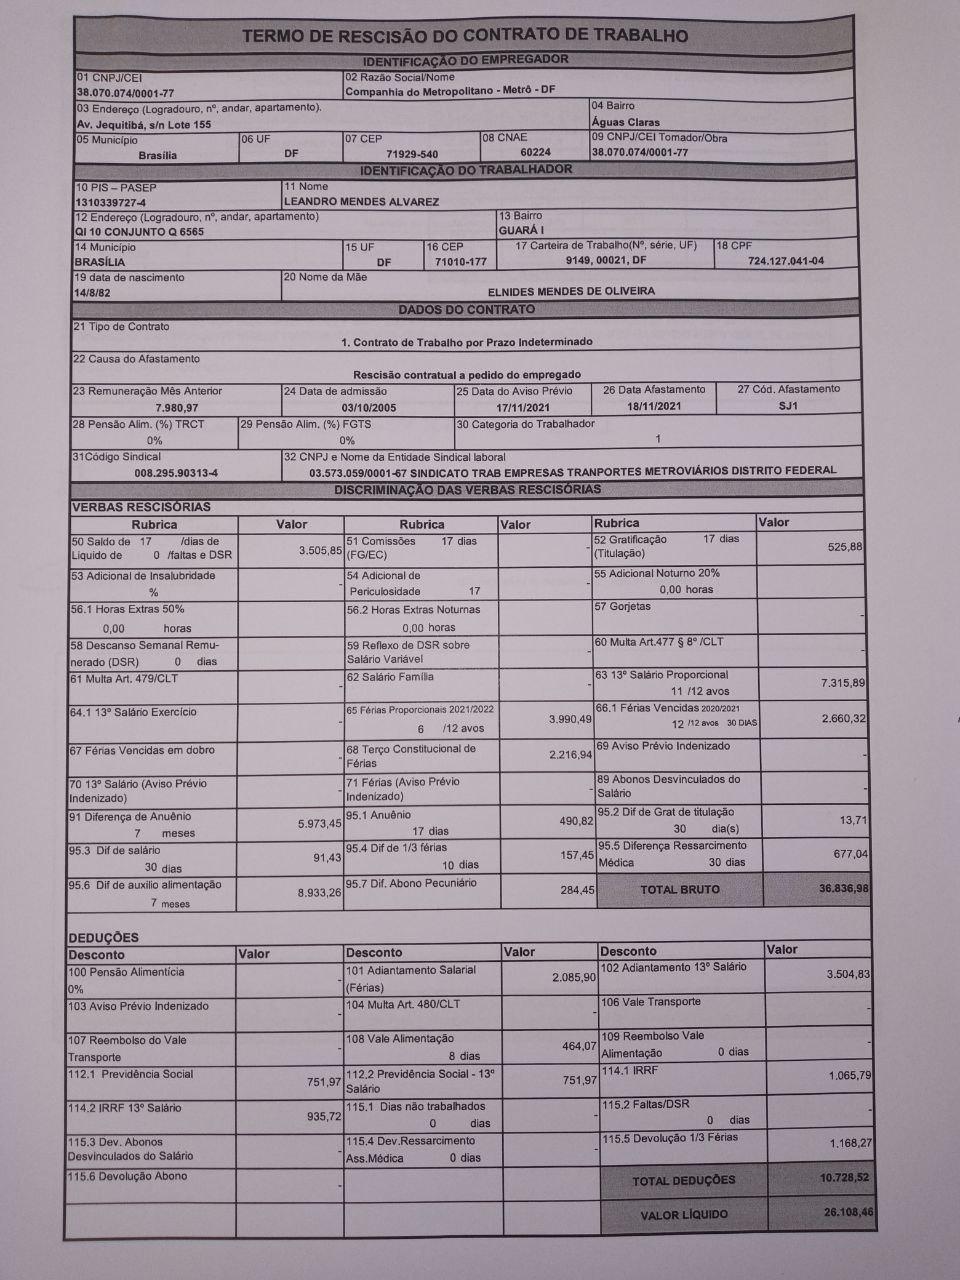 TERMO DE RESCISÃO DO CONTRATO DE TRABALHO
IDENTIFICAÇÃO DO EMPREGADOR
01 CNPJ/CEI 02 Razão Social/Nome
38.070.074/0001-77 Companhia do Metropolitano - Metrô - DF
03 Endereço (Logradouro, nº, andar, apartamento). 04 Bairro
Av. Jequitibá, s/n Lote 155 Águas Claras
05 Município 06 UF 07 CEP 08 CNAE 09 CNPJ/CEI Tomador/Obra
Brasília DF 71929-540 60224 38.070.074/0001-77
IDENTIFICAÇÃO DO TRABALHADOR
10 PIS – PASEP 11 Nome
1310339727-4 LEANDRO MENDES ALVAREZ
12 Endereço (Logradouro, nº, andar, apartamento) 13 Bairro
QI 10 CONJUNTO Q 6565 GUARÁ I
14 Município 15 UF 16 CEP 17 Carteira de Trabalho(Nº, série, UF) 18 CPF
BRASÍLIA DF 71010-177 9149, 00021, DF 724.127.041-04
19 data de nascimento 20 Nome da Mãe
14/8/82 ELNIDES MENDES DE OLIVEIRA
DADOS DO CONTRATO
21 Tipo de Contrato
1. Contrato de Trabalho por Prazo Indeterminado
22 Causa do Afastamento
Rescisão contratual a pedido do empregado
23 Remuneração Mês Anterior 24 Data de admissão 25 Data do Aviso Prévio 26 Data Afastamento 27 Cód. Afastamento
7.980,97 03/10/2005 17/11/2021 18/11/2021 SJ1
28 Pensão Alim. (%) TRCT 29 Pensão Alim. (%) FGTS 30 Categoria do Trabalhador
0% 0% 1
31Código Sindical 32 CNPJ e Nome da Entidade Sindical laboral
008.295.90313-4 03.573.059/0001-67 SINDICATO TRAB EMPRESAS TRANPORTES METROVIÁRIOS DISTRITO FEDERAL
DISCRIMINAÇÃO DAS VERBAS RESCISÓRIAS
VERBAS RESCISÓRIAS
Rubrica Valor Rubrica Valor Rubrica Valor
50 Saldo de 17 /dias de 51 Comissões 17 dias 52 Gratificação 17 dias
Liquido de 0 /faltas e DSR 3.505,85 (FG/EC) - (Titulação) 525,88
53 Adicional de Insalubridade 54 Adicional de 55 Adicional Noturno 20%
% - Periculosidade 17 - 0,00 horas
56.1 Horas Extras 50% 56.2 Horas Extras Noturnas 57 Gorjetas
0,00 horas 0,00 horas -
58 Descanso Semanal Remu- 59 Reflexo de DSR sobre 60 Multa Art.477 § 8º /CLT
nerado (DSR) 0 dias - Salário Variável - -
61 Multa Art. 479/CLT 62 Salário Família 63 13º Salário Proporcional
- - 11 /12 avos 7.315,89
64.1 13º Salário Exercício 65 Férias Proporcionais 2021/2022 66.1 Férias Vencidas 2020/2021
- 6 /12 avos 3.990,49 12 /12 avos 30 DIAS 2.660,32
67 Férias Vencidas em dobro 68 Terço Constitucional de 69 Aviso Prévio Indenizado
- Férias 2.216,94 -
70 13º Salário (Aviso Prévio 71 Férias (Aviso Prévio 89 Abonos Desvinculados do
Indenizado) - Indenizado) - Salário -
91 Diferença de Anuênio 95.1 Anuênio 95.2 Dif de Grat de titulação
7 meses 5.973,45 17 dias 490,82 30 dia(s) 13,71
95.3 Dif de salário 95.4 Dif de 1/3 férias 95.5 Diferença Ressarcimento
30 dias 91,43 10 dias 157,45 Médica 30 dias 677,04
95.6 Dif de auxilio alimentação 95.7 Dif. Abono Pecuniário TOTAL BRUTO 36.836,98
7 meses 8.933,26 284,45
DEDUÇÕES
Desconto Valor Desconto Valor Desconto Valor
100 Pensão Alimentícia 101 Adiantamento Salarial 102 Adiantamento 13º Salário
0% - (Férias) 2.085,90 3.504,83
103 Aviso Prévio Indenizado 104 Multa Art. 480/CLT 106 Vale Transporte
- - -
107 Reembolso do Vale 108 Vale Alimentação 109 Reembolso Vale
Transporte - 8 dias 464,07 Alimentação 0 dias -
112.1 Previdência Social 112.2 Previdência Social - 13º 114.1 IRRF
751,97 Salário 751,97 1.065,79
114.2 IRRF 13º Salário 115.1 Dias não trabalhados 115.2 Faltas/DSR
935,72 0 dias - 0 dias -
115.3 Dev. Abonos 115.4 Dev.Ressarcimento 115.5 Devolução 1/3 Férias
Desvinculados do Salário - Ass.Médica 0 dias - 1.168,27
115.6 Devolução Abono - TOTAL DEDUÇÕES 10.728,52
VALOR LÍQUIDO 26.108,46